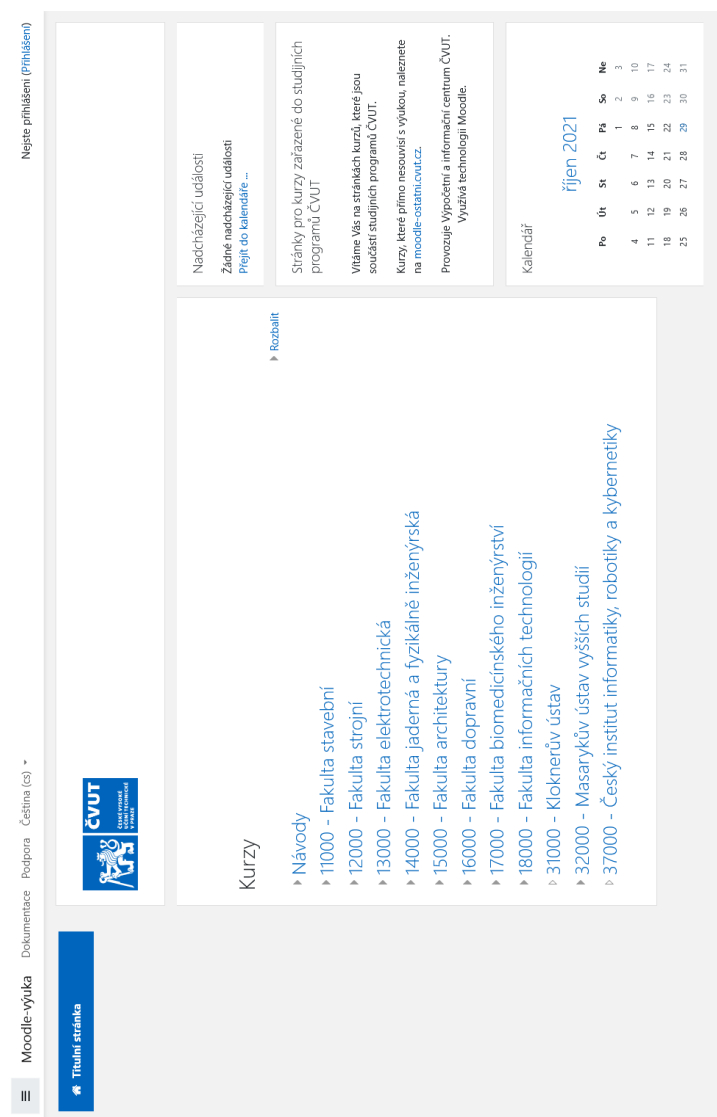 Moodle-výuka
Dokumentace
Podpora
Čeština (cs)
Nejste přihlášeni (Přihlášení)
Titulní stránka
ČVUT
ČESKÉ VYSOKÉ
UČENÍ TECHNICKÉ
V PRAZE
Kurzy
Rozbalit
Návody
11000 - Fakulta stavební
12000 - Fakulta strojní
13000 - Fakulta elektrotechnická
14000 - Fakulta jaderná a fyzikálně inženýrská
15000 - Fakulta architektury
16000 - Fakulta dopravní
17000 - Fakulta biomedicínského inženýrství
18000 - Fakulta informačních technologií
31000 - Kloknerův ústav
32000 - Masarykův ústav vyšších studií
37000 - Český institut informatiky, robotiky a kybernetiky
Nadcházející události
Žádné nadcházející události
Přejít do kalendáře ...
Stránky pro kurzy zařazené do studijních
programů ČVUT
Vítáme Vás na stránkách kurzů, které jsou
součástí studijních programů ČVUT.
Kurzy, které přímo nesouvisí s výukou, naleznete
na moodle-ostatni.cvut.cz.
Provozuje Výpočetní a informační centrum ČVUT.
Využívá technologii Moodle.
Kalendář
říjen 2021
Po Út St Čt Pá So Ne
1 2 3
4 5 6 7 8 9 10
11 12 13 14 15 16 17
18 19 20 21 22 23 24
25 26 27 28 29 30 31